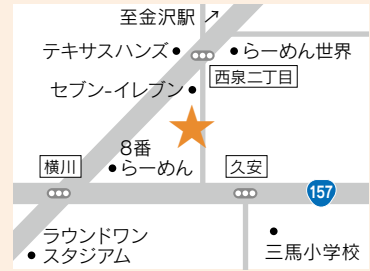 至金沢駅
テキサスハンズ
らーめん世界
西泉二丁目
セブン-イレブン
8番
らーめん
横川
久安
157
ラウンドワン
スタジアム
三馬小学校